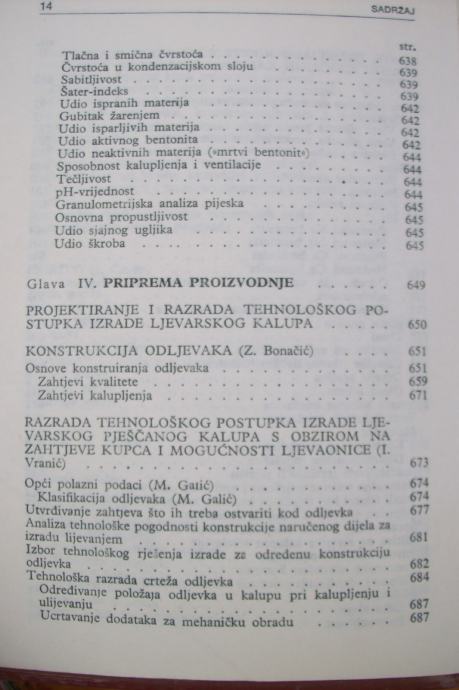 14 SADRŽAJ
str.
Tlačna i smična čvrstoća . . . . . . . . . . . 638
Čvrstoća u kondenzacijskom sloju . . . . . . . . 639
Sabitljivost . . . . . . . . . . . . . . . 639
Šater-indeks . . . . . . . . . . . . . . . 639
Udio ispranih materija . . . . . . . . . . . 642
Gubitak žarenjem . . . . . . . . . . . . . 642
Udio isparljivih materija . . . . . . . . . . . 642
Udio aktivnog bentonita . . . . . . . . . . . 642
Udio neaktivnih materija (»mrtvi bentonit«) . . . . . 644
Sposobnost kalupljenja i ventilacije . . . . . . . 644
Tečljivost . . . . . . . . . . . . . . . . 644
pH-vrijednost . . . . . . . . . . . . . . 644
Granulometrijska analiza pijeska . . . . . . . . 645
Osnovna propustljivost . . . . . . . . . . . 645
Udio sjajnog ugljika . . . . . . . . . . . . 645
Udio škroba . . . . . . . . . . . . . . . 645
Glava IV. PRIPREMA PROIZVODNJE . . . . . . 649
PROJEKTIRANJE I RAZRADA TEHNOLOŠKOG PO-
STUPKA IZRADE LJEVARSKOG KALUPA . . . . . 650
KONSTRUKCIJA ODLJEVAKA (Z. Bonačić) . . . . 651
Osnove konstruiranja odljevaka . . . . . . . . . 651
Zahtjevi kvalitete . . . . . . . . . . . . . 659
Zahtjevi kalupljenja . . . . . . . . . . . . 671
RAZRADA TEHNOLOŠKOG POSTUPKA IZRADE LJE-
VARSKOG PJEŠČANOG KALUPA S OBZIROM NA
ZAHTJEVE KUPCA I MOGUĆNOSTI LJEVAONICE (I.
Vranić) . . . . . . . . . . . . . . . . . 673
Opći polazni podaci (M. Galić) . . . . . . . . . 674
Klasifikacija odljevaka (M. Galić) . . . . . . . . 674
Utvrđivanje zahtjeva što ih treba ostvariti kod odljevka . . 677
Analiza tehnološke pogodnosti konstrukcije naručenog dijela za
izradu lijevanjem . . . . . . . . . . . . . . 681
Izbor tehnološkog rješenja izrade za određenu konstrukciju
odljevka . . . . . . . . . . . . . . . . . 682
Tehnološka razrada crteža odljevka . . . . . . . . 684
Određivanje položaja odljevka u kalupu pri kalupljenju i
ulijevanju . . . . . . . . . . . . . . . . 687
Ucrtavanje dodataka za mehaničku obradu . . . . . 687